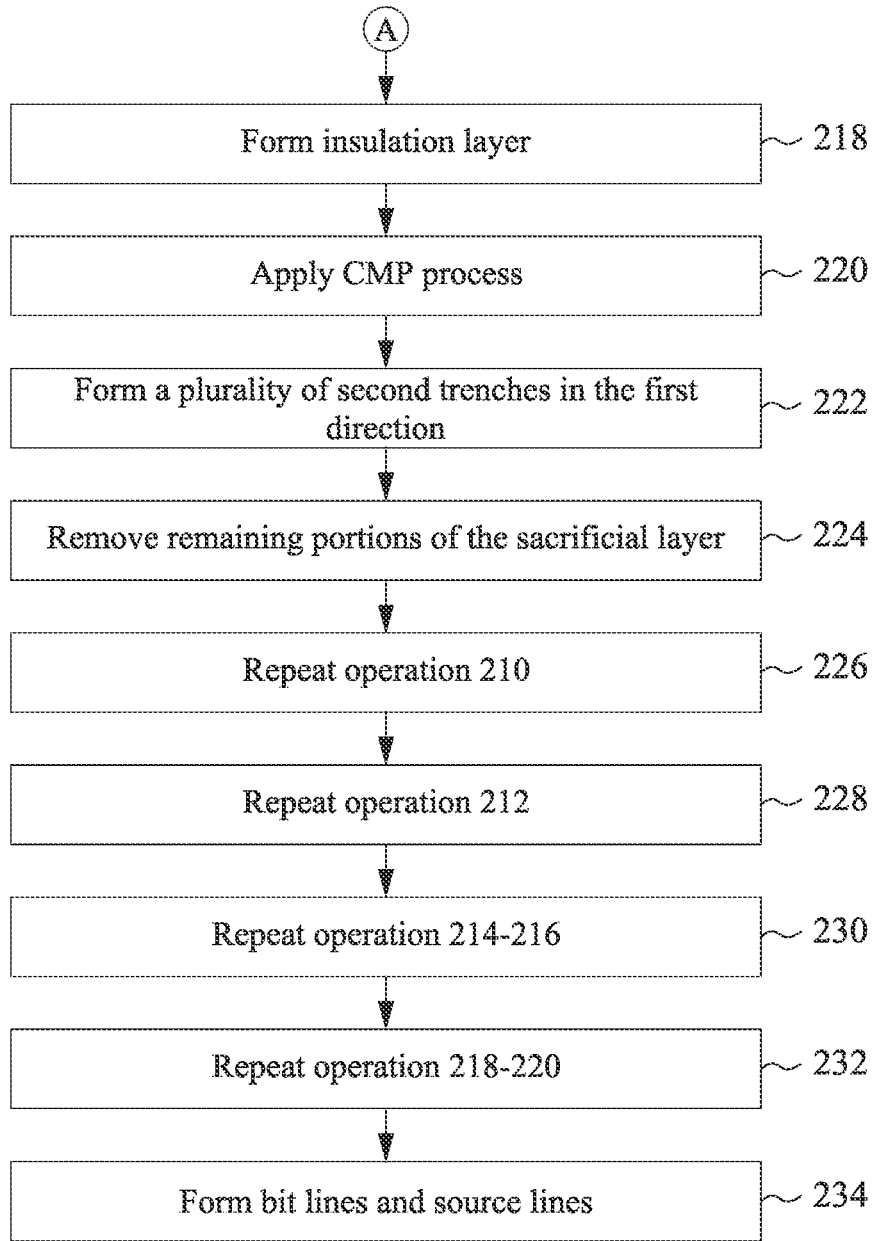 A
Form insulation layer 218
Apply CMP process 220
Form a plurality of second trenches in the first
direction 222
Remove remaining portions of the sacrificial layer 224
Repeat operation 210 226
Repeat operation 212 228
Repeat operation 214-216 230
Repeat operation 218-220 232
Form bit lines and source lines 234